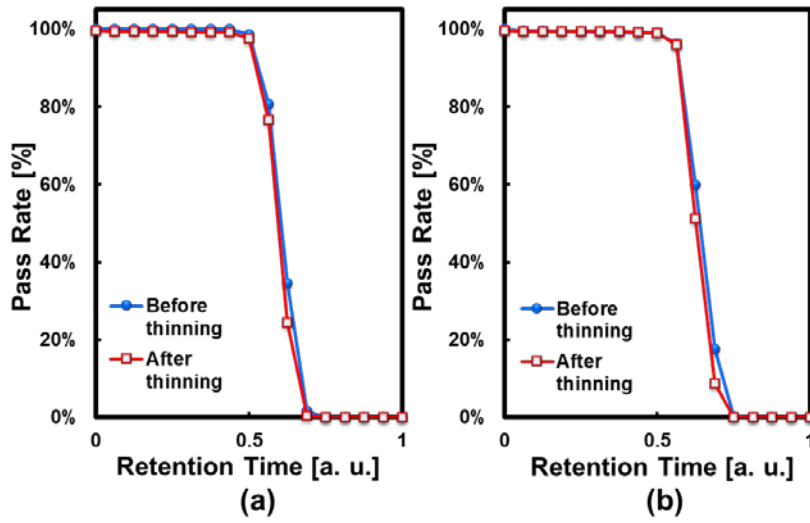 100%
80%
60%
40%
20%
0%
Pass Rate [%]
Before
thinning
After
thinning
0
0.5
1
Retention Time [a. u.]
(a)
100%
80%
60%
40%
20%
0%
Pass Rate [%]
Before
thinning
After
thinning
0
0.5
1
Retention Time [a. u.]
(b)